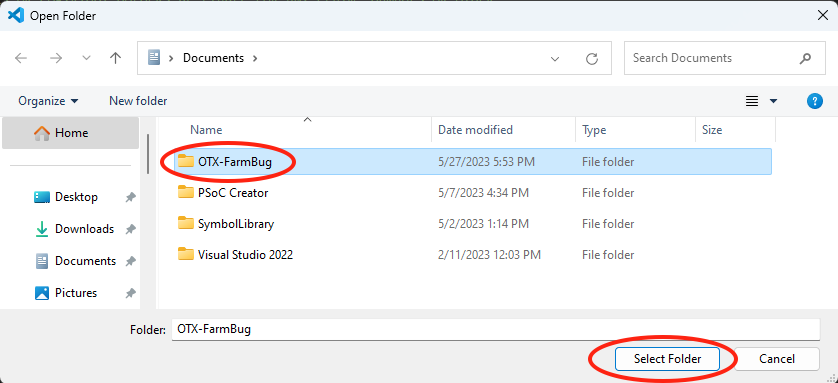 Open Folder
Documents
Search Documents
Organize New folder
Home
Name Date modified Type Size
OTX-FarmBug 5/27/2023 5:53 PM File folder
PSoC Creator 5/7/2023 4:34 PM File folder
SymbolLibrary 5/2/2023 1:14 PM File folder
Visual Studio 2022 2/11/2023 12:03 PM File folder
Desktop
Downloads
Documents
Pictures
Folder: OTX-FarmBug
Select Folder Cancel